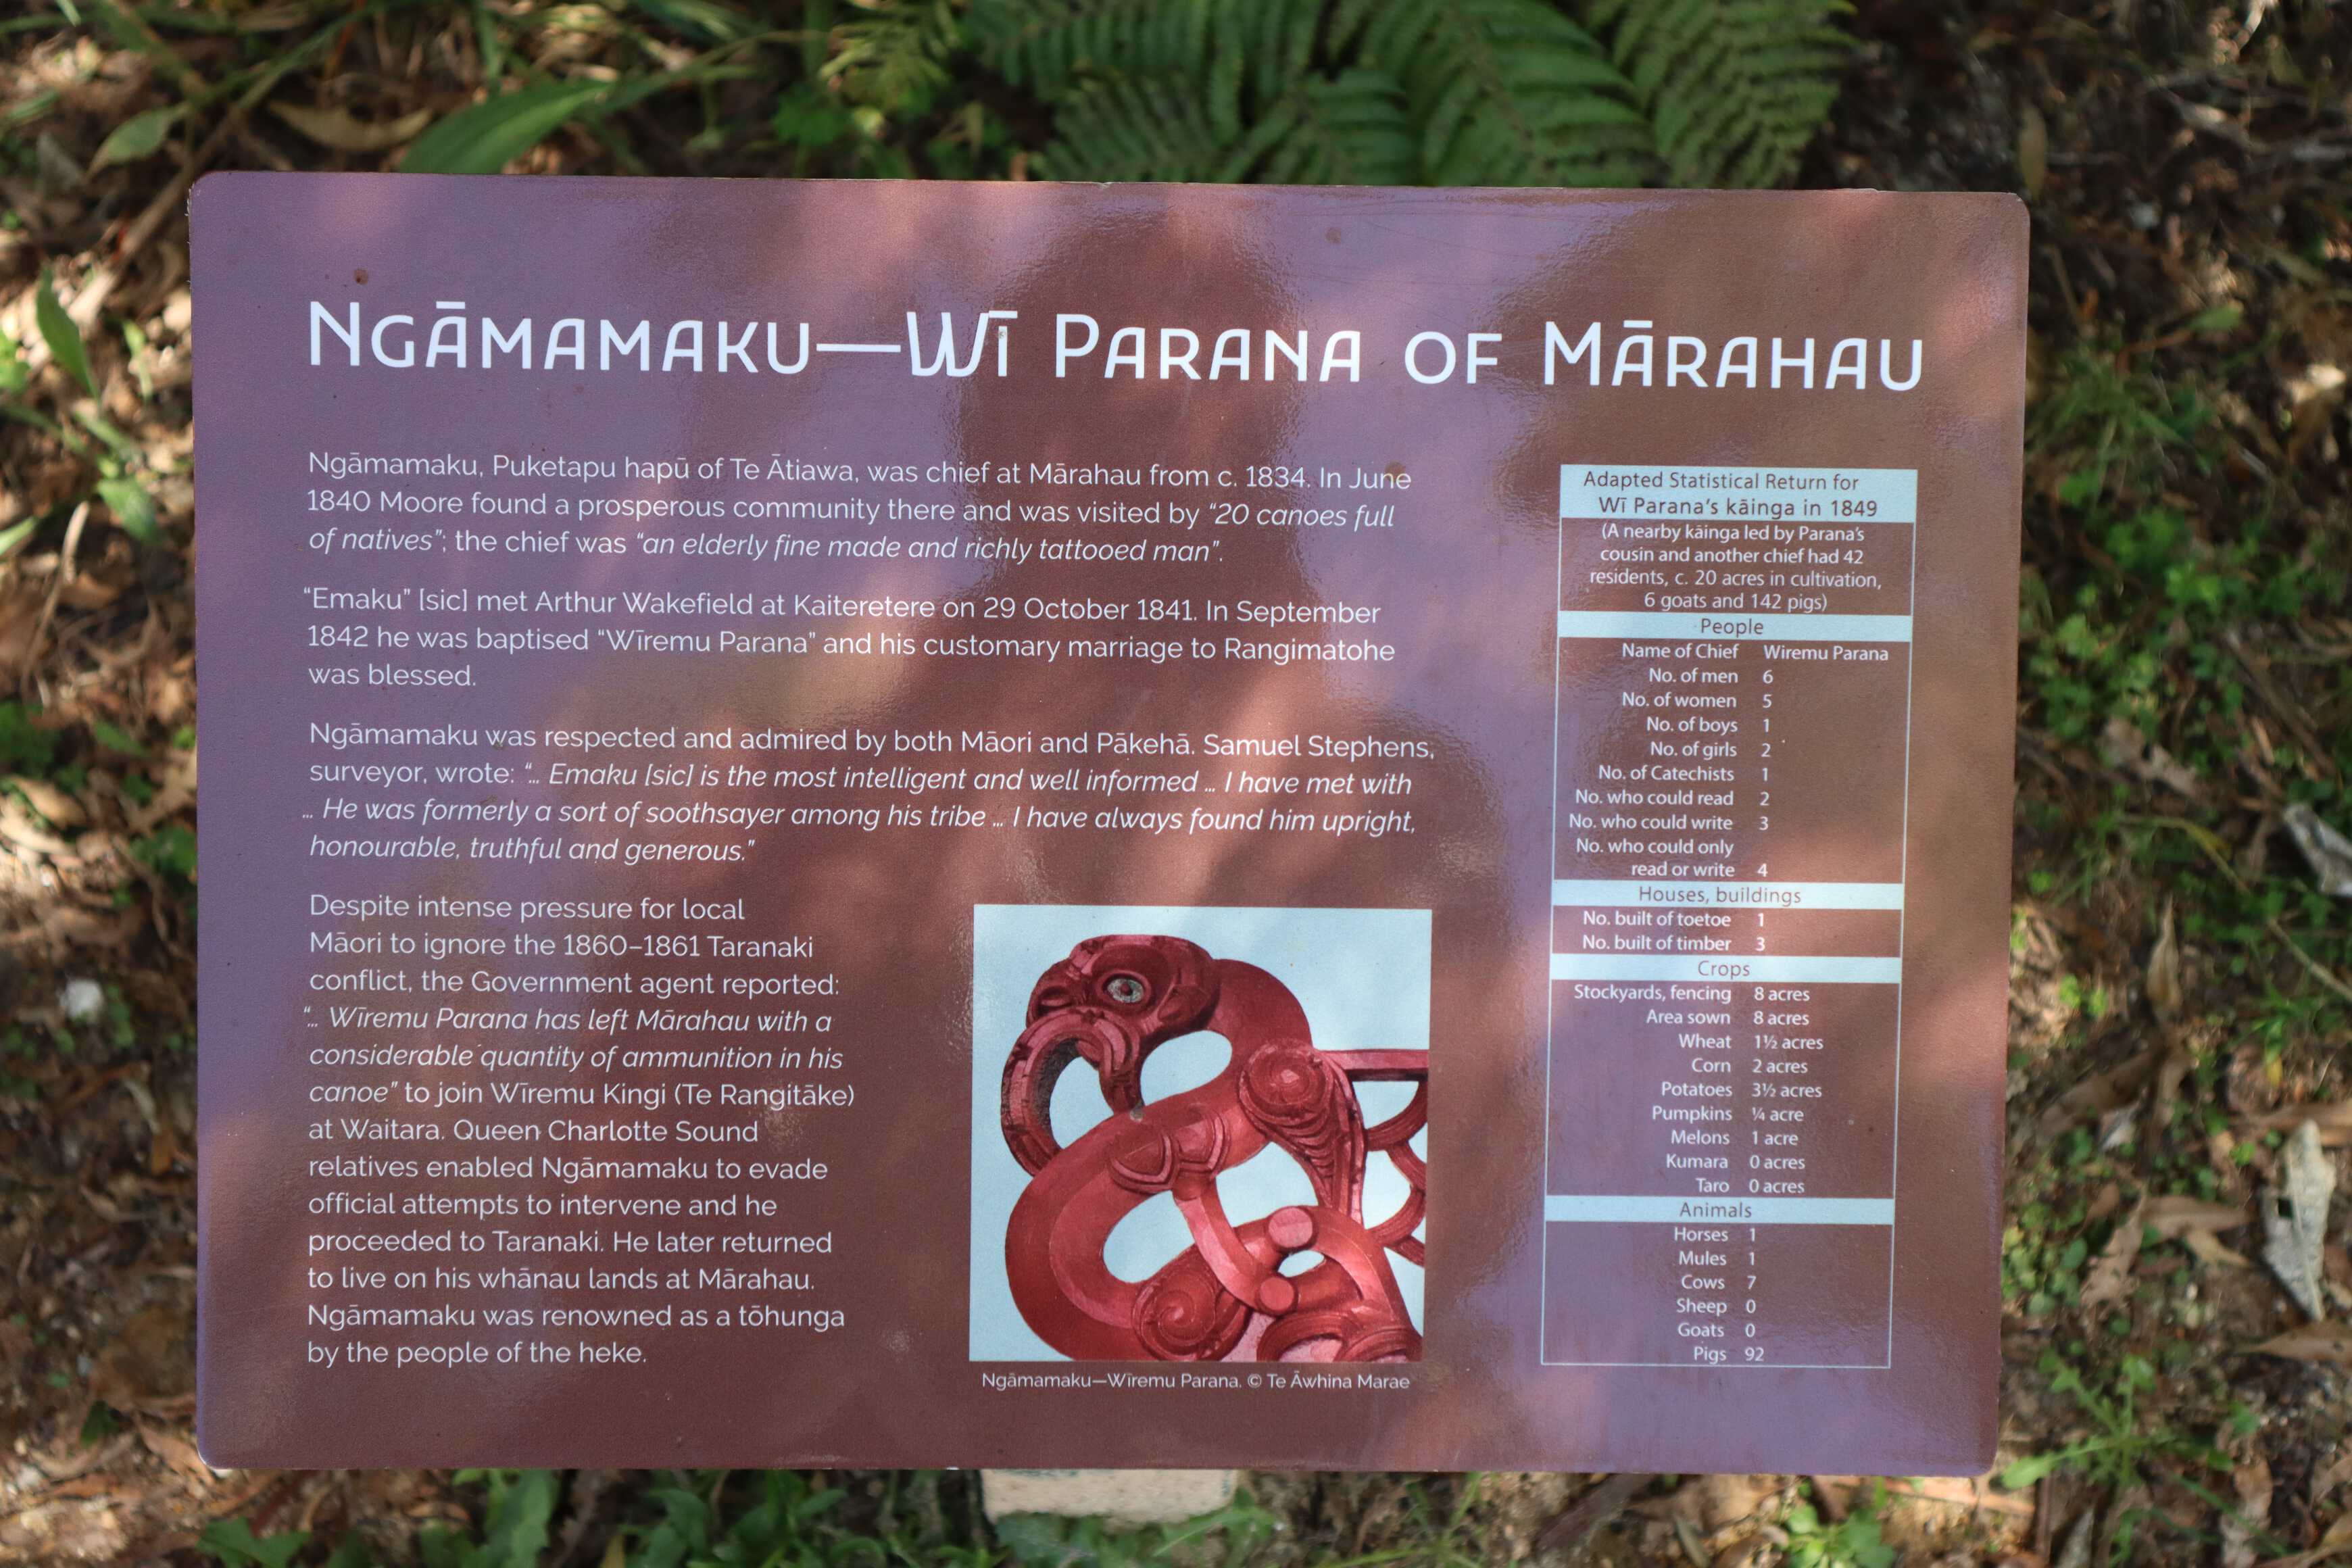 NGĀMAMAKU—WĪ PARANA OF MĀRAHAU
Ngāmamaku, Puketapu hapū of Te Ātiawa, was chief at Mārahau from c. 1834. In June
1840 Moore found a prosperous community there and was visited by “20 canoes full
of natives”; the chief was “an elderly fine made and richly tattooed man”.
“Emaku” [sic] met Arthur Wakefield at Kaiteretere on 29 October 1841. In September
1842 he was baptised “Wīremu Parana” and his customary marriage to Rangimatohe
was blessed.
Ngāmamaku was respected and admired by both Māori and Pākehā. Samuel Stephens,
surveyor, wrote: “... Emaku [sic] is the most intelligent and well informed ... I have met with
... He was formerly a sort of soothsayer among his tribe ... I have always found him upright,
honourable, truthful and generous.”
Despite intense pressure for local
Māori to ignore the 1860–1861 Taranaki
conflict, the Government agent reported:
“... Wīremu Parana has left Mārahau with a
considerable quantity of ammunition in his
canoe” to join Wīremu Kingi (Te Rangitāke)
at Waitara. Queen Charlotte Sound
relatives enabled Ngāmamaku to evade
official attempts to intervene and he
proceeded to Taranaki. He later returned
to live on his whānau lands at Mārahau.
Ngāmamaku was renowned as a tōhunga
by the people of the heke.
Ngāmamaku—Wīremu Parana. © Te Āwhina Marae
Adapted Statistical Return for
Wī Parana’s kāinga in 1849
(A nearby kāinga led by Parana’s
cousin and another chief had 42
residents, c. 20 acres in cultivation,
6 goats and 142 pigs)
People
Name of Chief Wiremu Parana
No. of men 6
No. of women 5
No. of boys 1
No. of girls 2
No. of Catechists 1
No. who could read 2
No. who could write 3
No. who could only
read or write 4
Houses, buildings
No. built of toetoe 1
No. built of timber 3
Crops
Stockyards, fencing 8 acres
Area sown 8 acres
Wheat 1½ acres
Corn 2 acres
Potatoes 3½ acres
Pumpkins ¼ acre
Melons 1 acre
Kumara 0 acres
Taro 0 acres
Animals
Horses 1
Mules 1
Cows 7
Sheep 0
Goats 0
Pigs 92